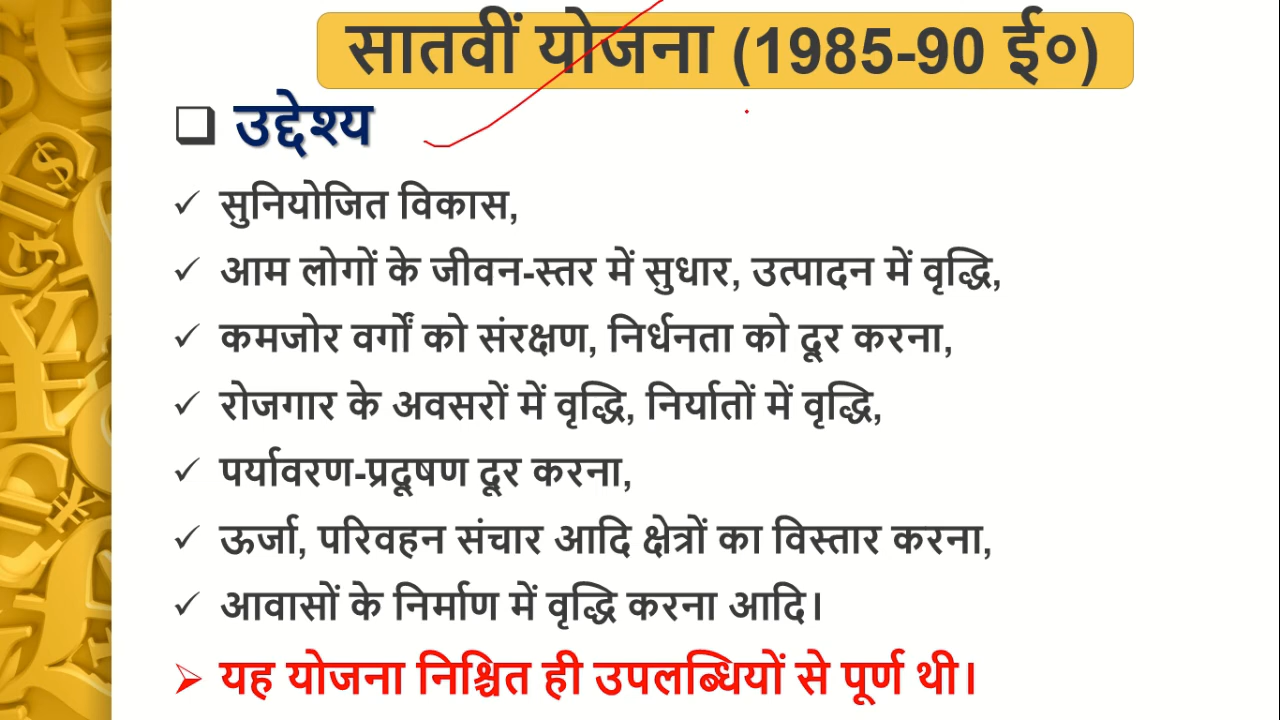 सातवीं योजना (1985-90 ई०)
उद्देश्य
सुनियोजित विकास,
आम लोगों के जीवन-स्तर में सुधार, उत्पादन में वृद्धि,
कमजोर वर्गों को संरक्षण, निर्धनता को दूर करना,
रोजगार के अवसरों में वृद्धि, निर्यातों में वृद्धि,
पर्यावरण-प्रदूषण दूर करना,
ऊर्जा, परिवहन संचार आदि क्षेत्रों का विस्तार करना,
आवासों के निर्माण में वृद्धि करना आदि।
यह योजना निश्चित ही उपलब्धियों से पूर्ण थी।